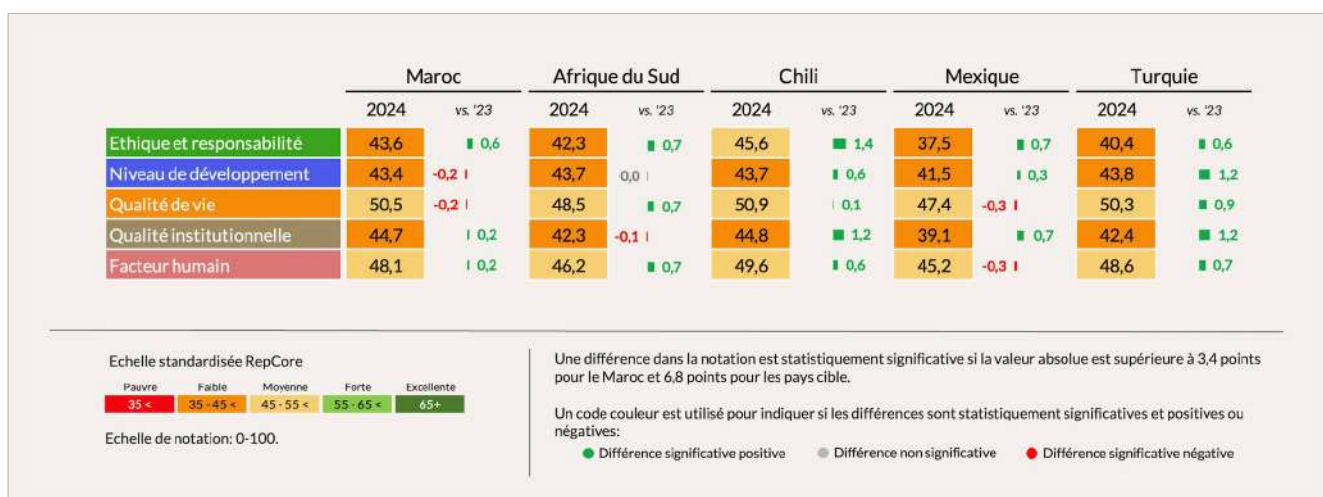 Maroc Afrique du Sud Chili Mexique Turquie
2024 vs. '23 2024 vs. '23 2024 vs. '23 2024 vs. '23 2024 vs. '23
Ethique et responsabilité 43,6 0,6 42,3 0,7 45,6 1,4 37,5 0,7 40,4 0,6
Niveau de développement 43,4 -0,2 43,7 0,0 43,7 0,6 41,5 0,3 43,8 1,2
Qualité de vie 50,5 -0,2 48,5 0,7 50,9 0,1 47,4 -0,3 50,3 0,9
Qualité institutionnelle 44,7 0,2 42,3 -0,1 44,8 1,2 39,1 0,7 42,4 1,2
Facteur humain 48,1 0,2 46,2 0,7 49,6 0,6 45,2 -0,3 48,6 0,7
Echelle standardisée RepCore
Pauvre Faible Moyenne Forte Excellente
35 < 35 - 45 < 45 - 55 < 55 - 65 < 65+
Echelle de notation: 0-100.
Une différence dans la notation est statistiquement significative si la valeur absolue est supérieure à 3,4 points
pour le Maroc et 6,8 points pour les pays cible.
Un code couleur est utilisé pour indiquer si les différences sont statistiquement significatives et positives ou
négatives:
Différence significative positive Différence non significative Différence significative négative